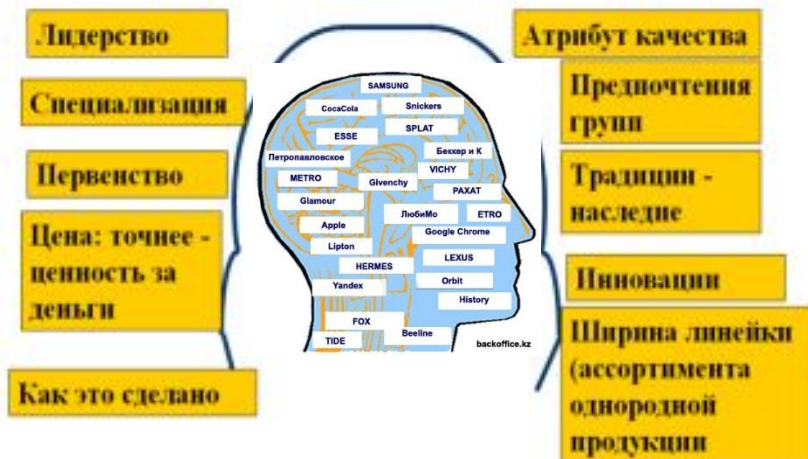 Лидерство
Специализация
Первенство
Цена: точнее -
ценность за
деньги
Как это сделано
SAMSUNG
CocaCola
Snickers
ESSE
SPLAT
Беккер и К
Петропавловское
VICHY
METRO
Givenchy
РАХАТ
Glamour
ЛюбиМо
ETRO
Apple
Google Chrome
Lipton
LEXUS
HERMES
Orbit
Yandex
History
FOX
Beeline
TIDE
backoffice.kz
Атрибут качества
Предпочтения
групп
Традиции -
наследие
Инновации
Ширина линейки
(ассортимента
однородной
продукции